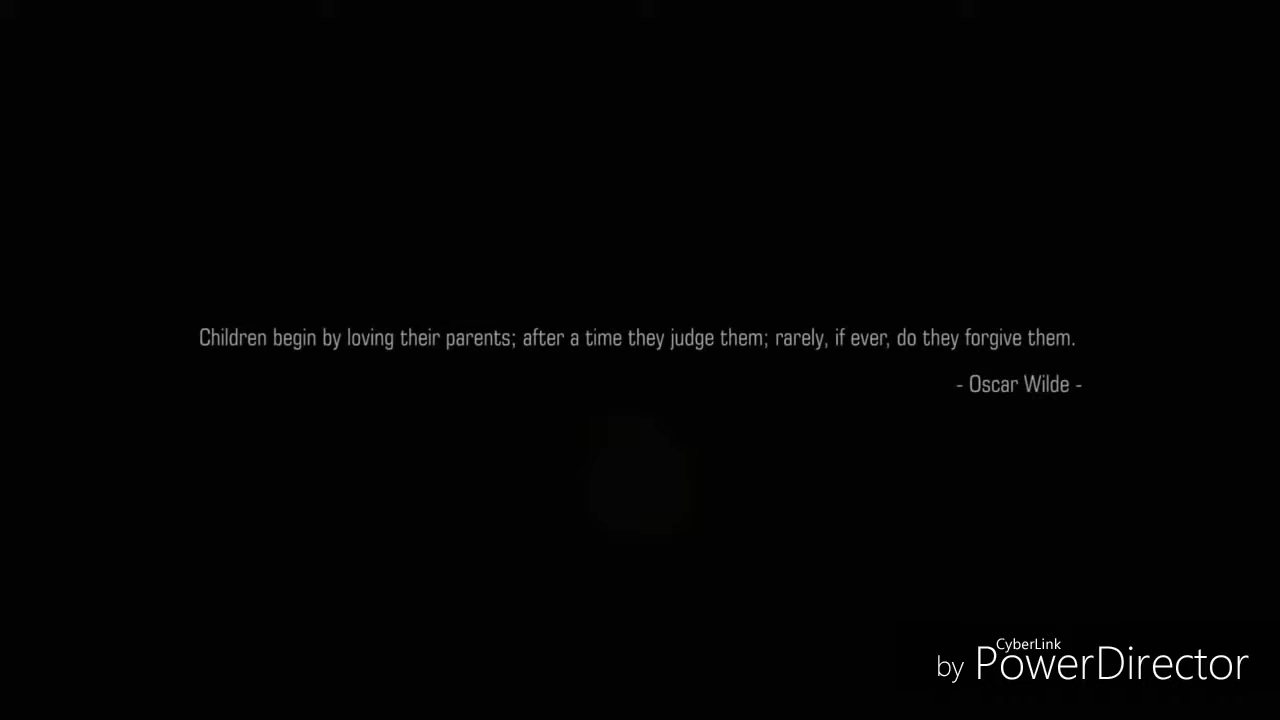 Children begin by loving their parents; after a time they judge them; rarely, if ever, do they forgive them.
- Oscar Wilde -
CyberLink
by PowerDirector